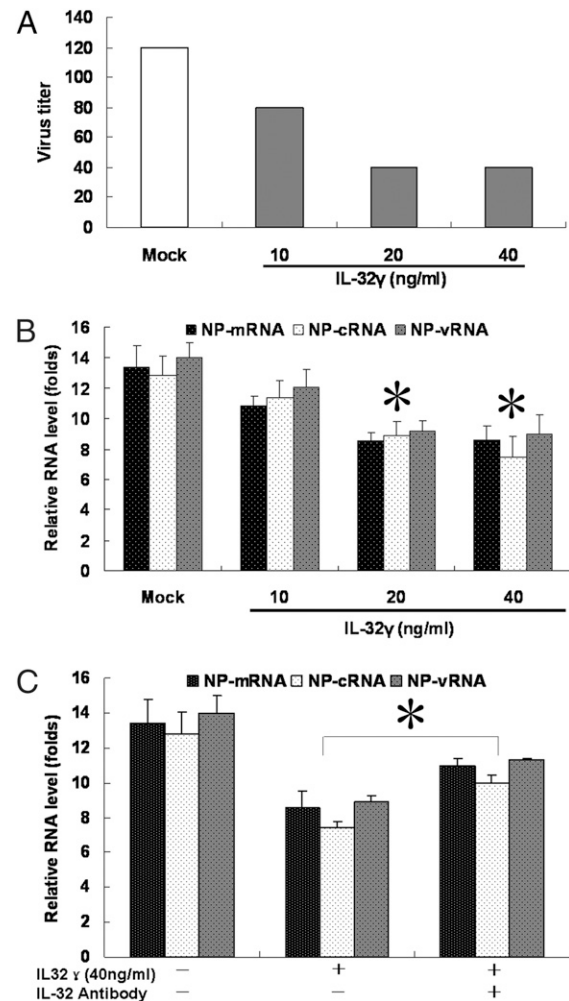 A
Virus titer
140
120
100
80
60
40
20
0
Mock 10 20 40
IL-32γ (ng/ml)
B
Relative RNA level (folds)
NP-mRNA NP-cRNA NP-vRNA
16
14
12
10
8
6
4
2
0
*
*
Mock 10 20 40
IL-32γ (ng/ml)
C
Relative RNA level (folds)
NP-mRNA NP-cRNA NP-vRNA
16
14
12
10
8
6
4
2
0
*
IL32 γ (40ng/ml) — + +
IL-32 Antibody — — +